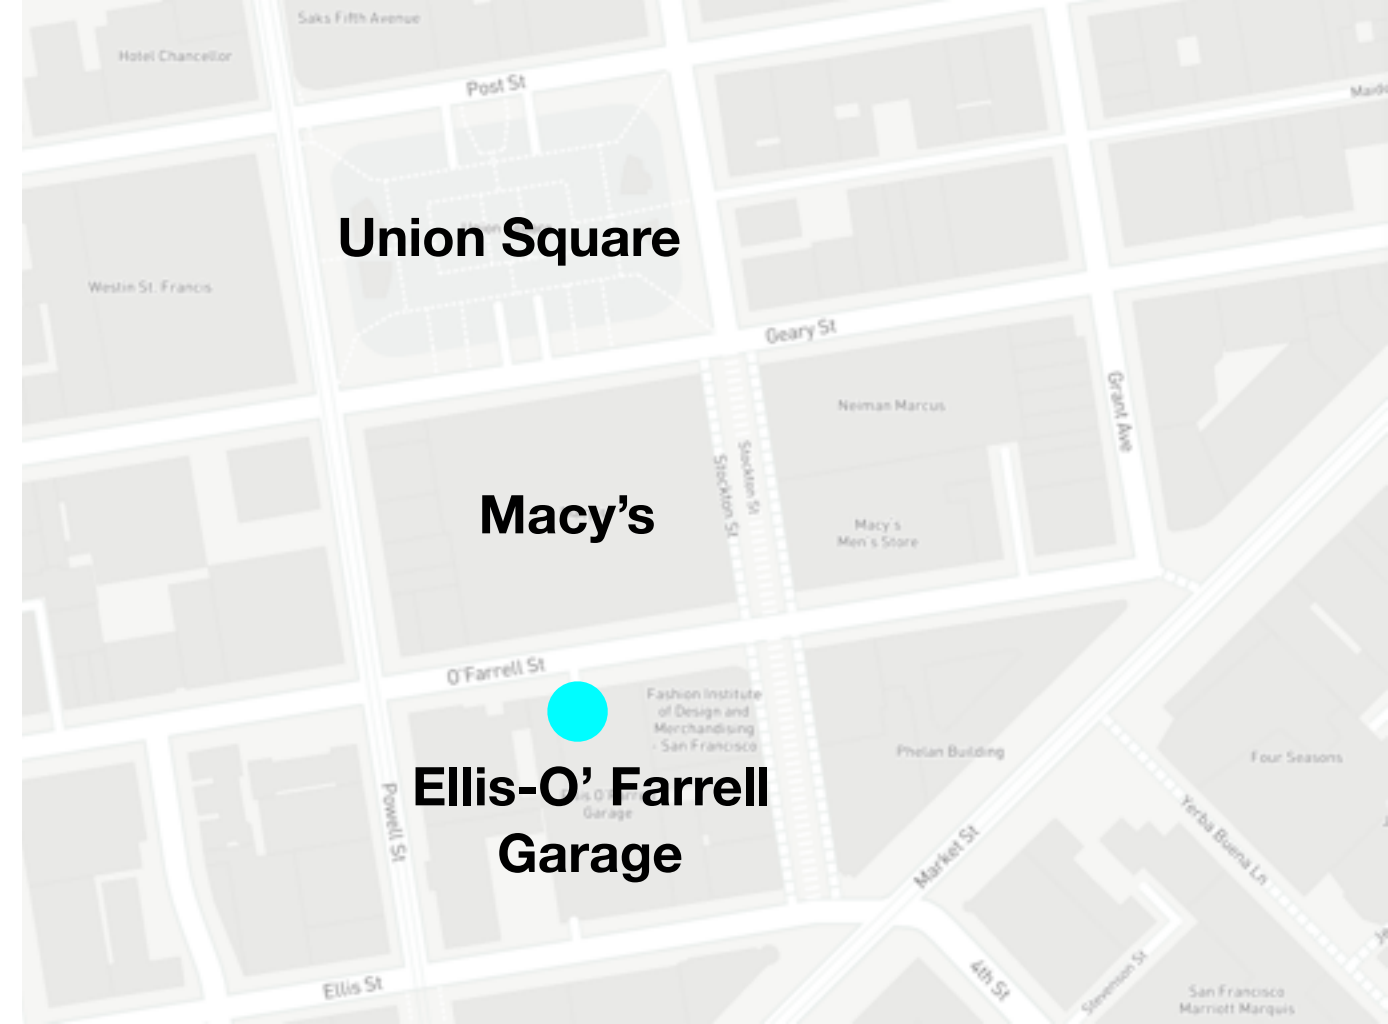 Saks Fifth Avenue
Hotel Chancellor
Post St
Union Square
Westin St. Francis
Geary St
Neiman Marcus
Grant Ave
Stockton St
Stockton St
Macy's
Macy's
Men's Store
O'Farrell St
Fashion Institute
of Design and
Merchandising
- San Francisco
Phelan Building
Four Seasons
Ellis-O' Farrell
Garage
Garage
Powell St
Market St
Yerba Buena Ln
Ellis St
4th St
Stevenson St
San Francisco
Marriott Marquis